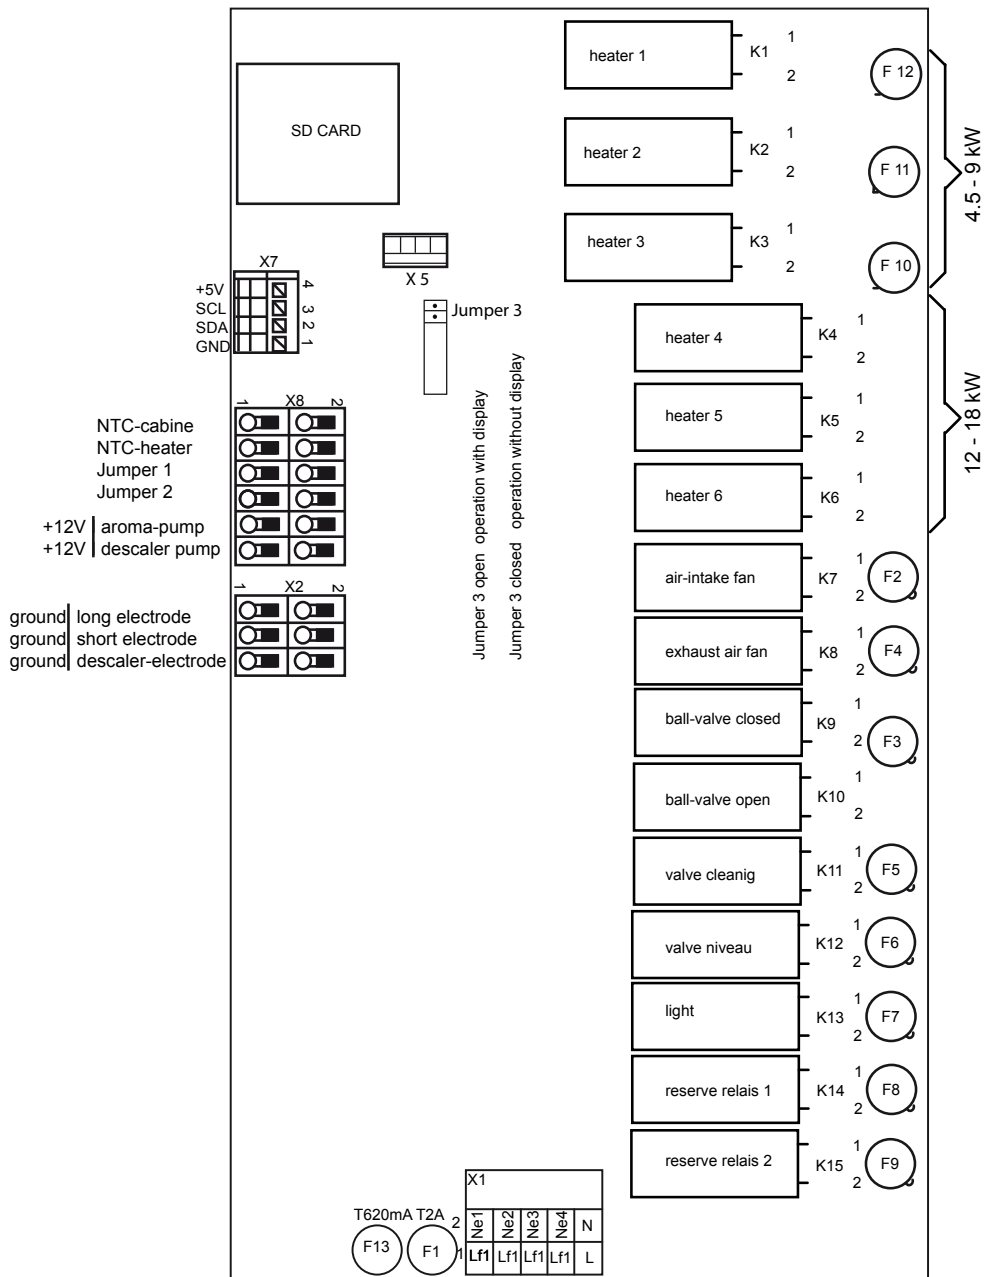 heater 1
K1
1
2
F 12
SD CARD
heater 2
K2
1
2
F 11
4.5 - 9 kW
heater 3
K3
1
2
F 10
X 5
X7
+5V
SCL
SDA
GND
4
3
2
1
Jumper 3
Jumper 3 open operation with display
Jumper 3 closed operation without display
heater 4
K4
1
2
heater 5
K5
1
2
12 - 18 kW
heater 6
K6
1
2
1
X8
2
NTC-cabine
NTC-heater
Jumper 1
Jumper 2
+12V aroma-pump
+12V descaler pump
1
X2
2
ground long electrode
ground short electrode
ground descaler-electrode
air-intake fan
K7
1
2
F2
exhaust air fan
K8
1
2
F4
ball-valve closed
K9
1
2
F3
ball-valve open
K10
1
2
valve cleanig
K11
1
2
F5
valve niveau
K12
1
2
F6
light
K13
1
2
F7
reserve relais 1
K14
1
2
F8
reserve relais 2
K15
1
2
F9
X1
T620mA T2A
F13
F1
2
1
Ne1 Ne2 Ne3 Ne4 N
Lf1 Lf1 Lf1 Lf1 L